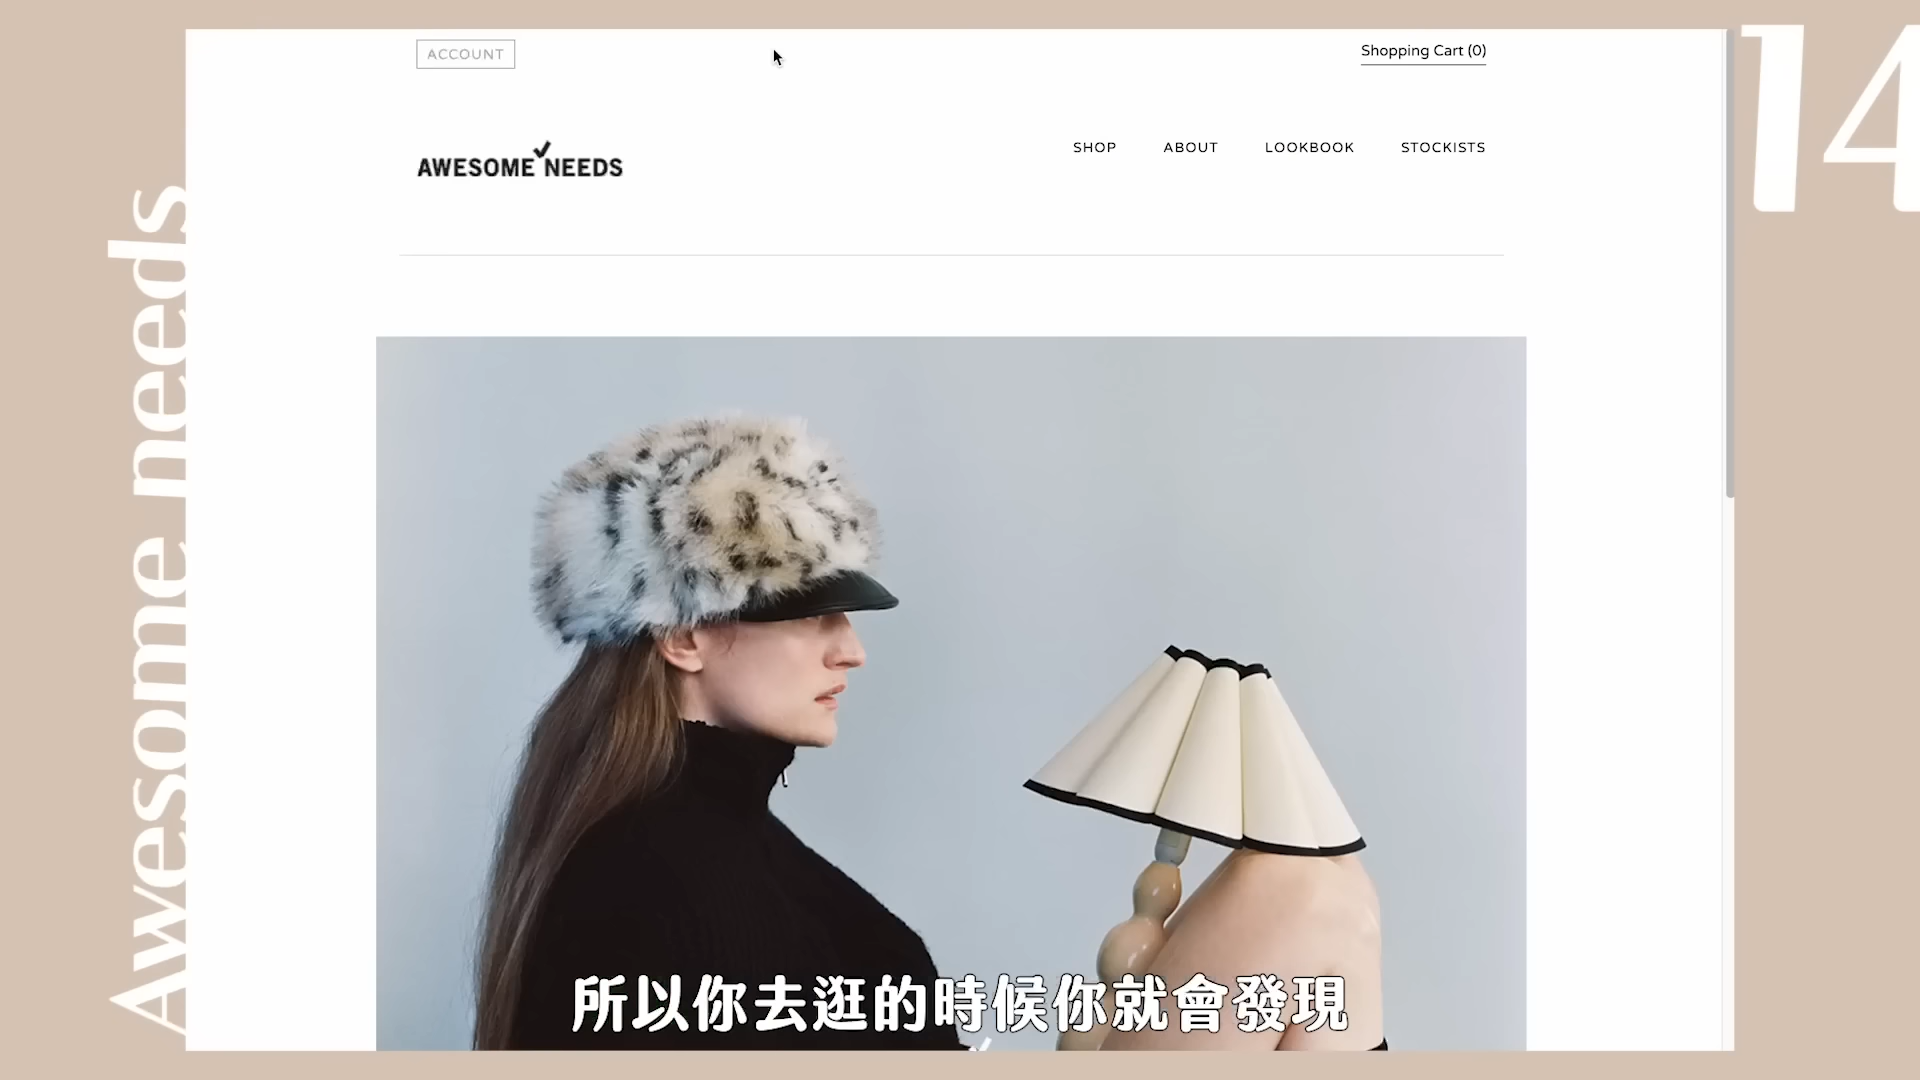 14
Awesome needs
ACCOUNT
Shopping Cart (0)
AWESOME NEEDS
SHOP
ABOUT
LOOKBOOK
STOCKISTS
所以你去逛的時候你就會發現